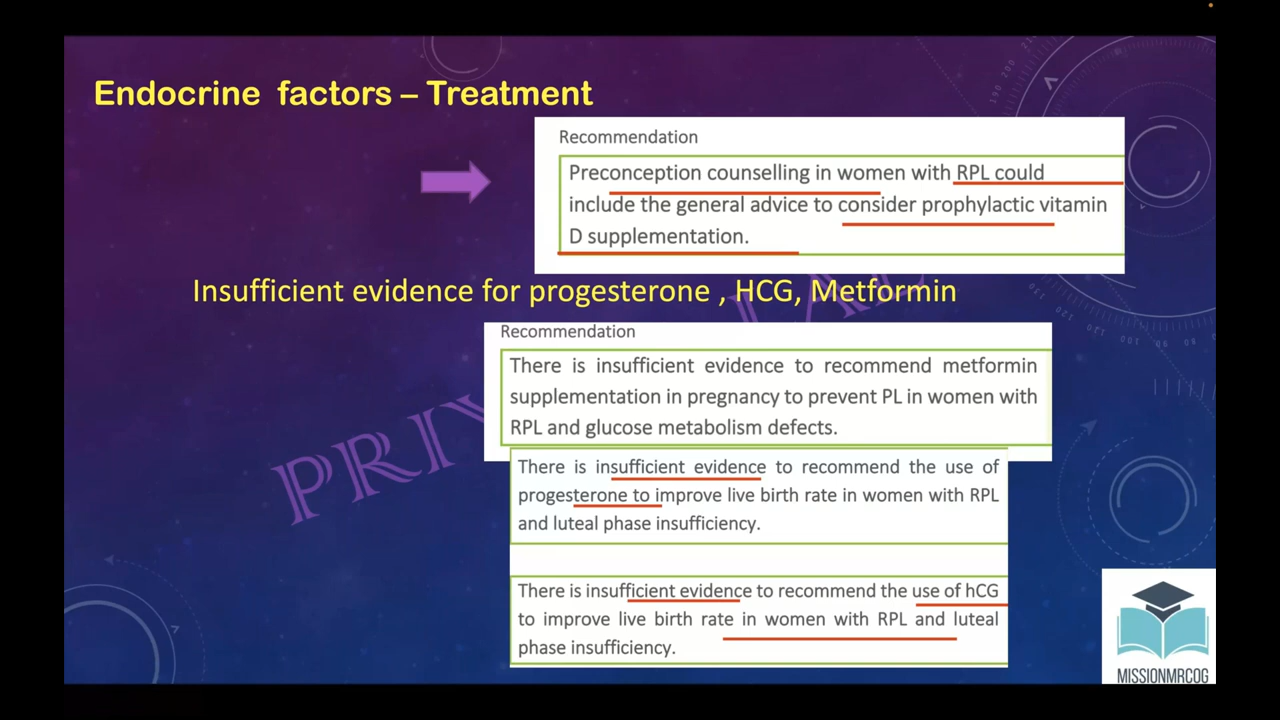 Endocrine factors – Treatment
Recommendation
Preconception counselling in women with RPL could
include the general advice to consider prophylactic vitamin
D supplementation.
Insufficient evidence for progesterone , HCG, Metformin
Recommendation
There is insufficient evidence to recommend metformin
supplementation in pregnancy to prevent PL in women with
RPL and glucose metabolism defects.
There is insufficient evidence to recommend the use of
progesterone to improve live birth rate in women with RPL
and luteal phase insufficiency.
There is insufficient evidence to recommend the use of hCG
to improve live birth rate in women with RPL and luteal
phase insufficiency.
MISSIONMRCOG